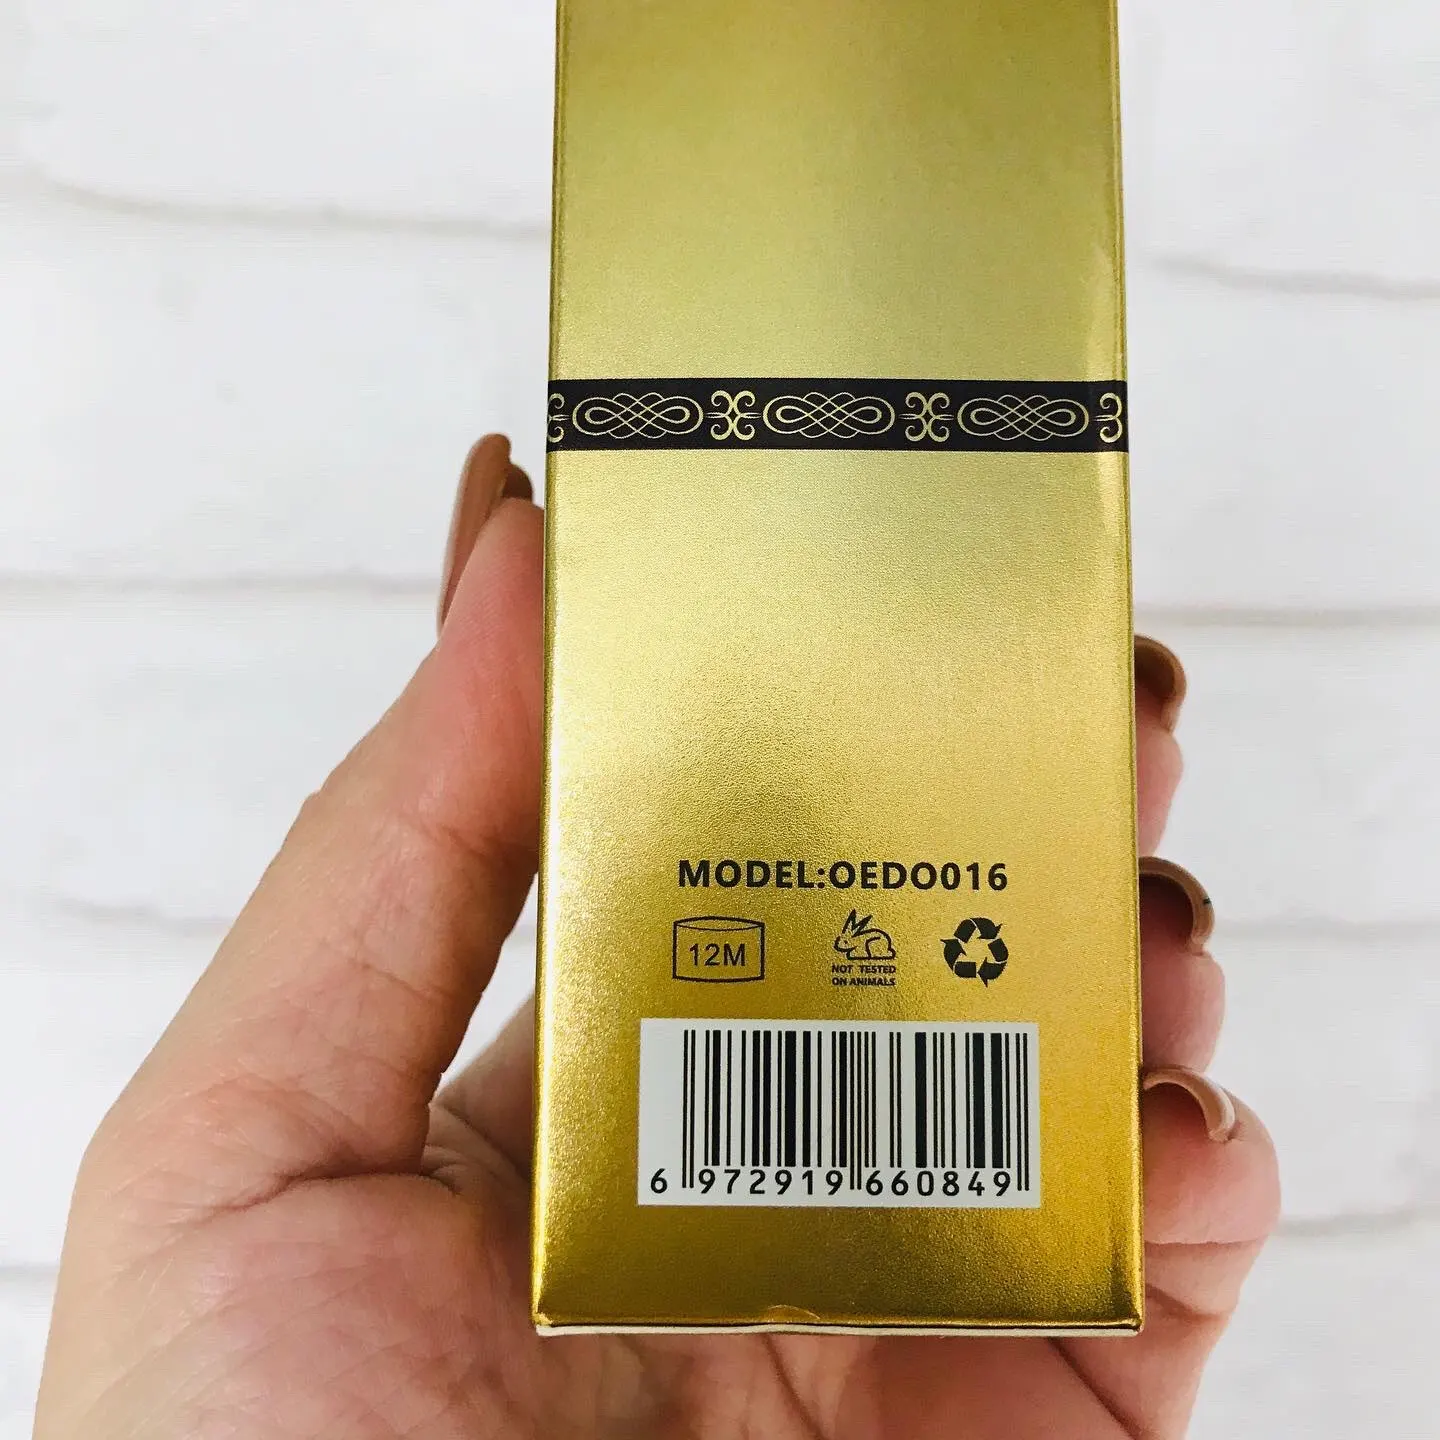 MODEL:OEDO016
12M
NOT TESTED
ON ANIMALS
6 972919 660849